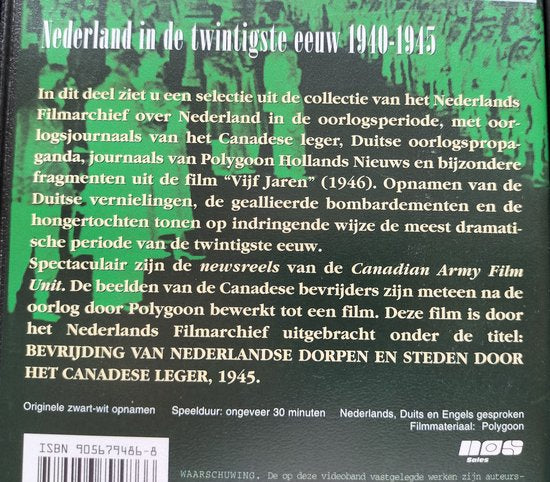 Nederland in de twintigste eeuw 1940-1945
In dit deel ziet u een selectie uit de collectie van het Nederlands
Filmarchief over Nederland in de oorlogsperiode, met oor-
logsjournaals van het Canadese leger, Duitse oorlogspropa-
ganda, journaals van Polygoon Hollands Nieuws en bijzondere
fragmenten uit de film “Vijf Jaren” (1946). Opnamen van de
Duitse vernielingen, de geallieerde bombardementen en de
hongertochten tonen op indringende wijze de meest dramati-
sche periode van de twintigste eeuw.
Spectaculair zijn de newsreels van de Canadian Army Film
Unit. De beelden van de Canadese bevrijders zijn meteen na de
oorlog door Polygoon bewerkt tot een film. Deze film is door
het Nederlands Filmarchief uitgebracht onder de titel:
BEVRIJDING VAN NEDERLANDSE DORPEN EN STEDEN DOOR
HET CANADESE LEGER, 1945.
Originele zwart-wit opnamen Speelduur: ongeveer 30 minuten Nederlands, Duits en Engels gesproken
Filmmateriaal: Polygoon
ISBN 905679486-8
nos
Sales
WAARSCHUWING. De op deze videoband vastgelegde werken zijn auteurs-